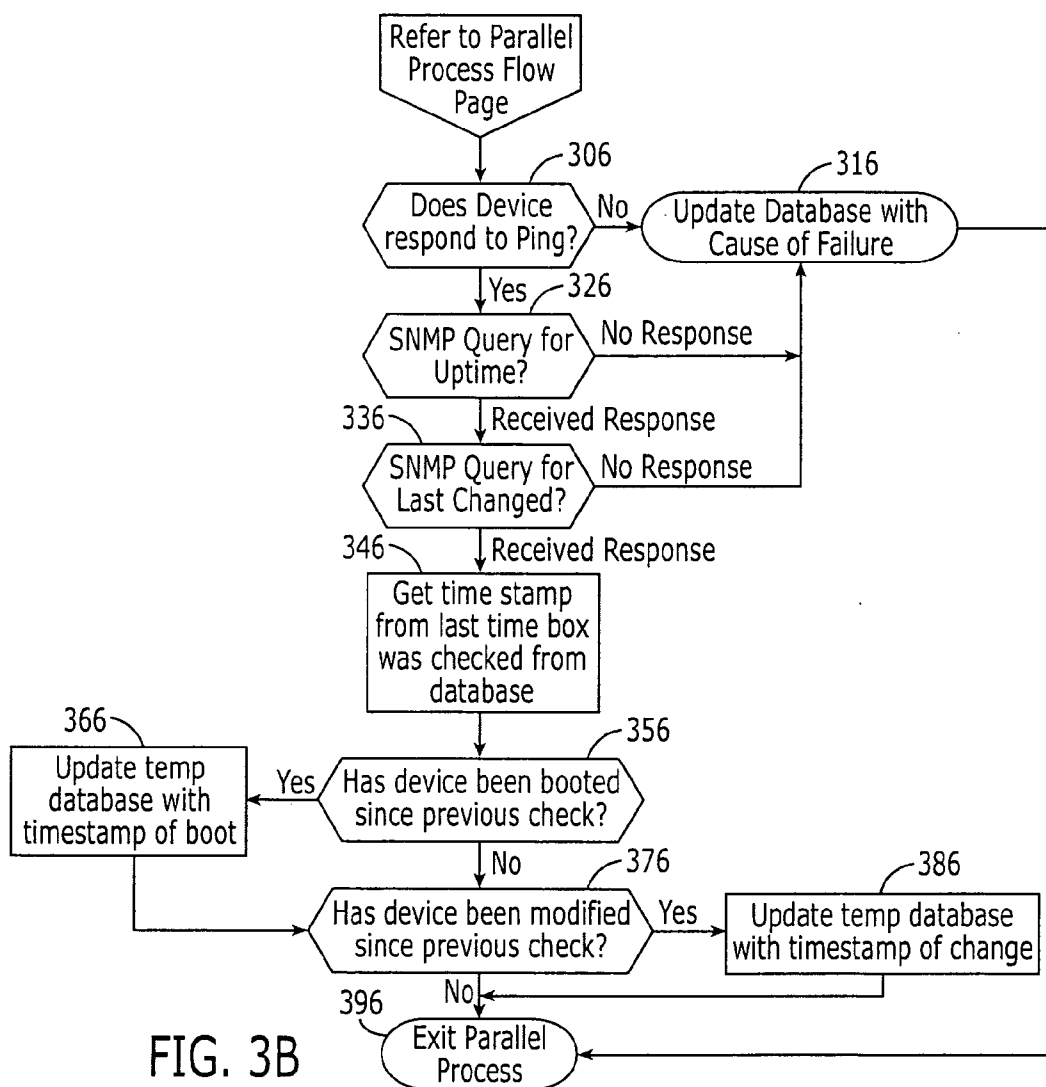 Refer to Parallel
Process Flow
Page
306
Does Device
respond to Ping?
No
316
Update Database with
Cause of Failure
Yes
326
SNMP Query for
Uptime?
No Response
Received Response
336
SNMP Query for
Last Changed?
No Response
Received Response
346
Get time stamp
from last time box
was checked from
database
356
Has device been booted
since previous check?
Yes
366
Update temp
database with
timestamp of boot
No
376
Has device been modified
since previous check?
Yes
386
Update temp database
with timestamp of change
No
396
Exit Parallel
Process
FIG. 3B